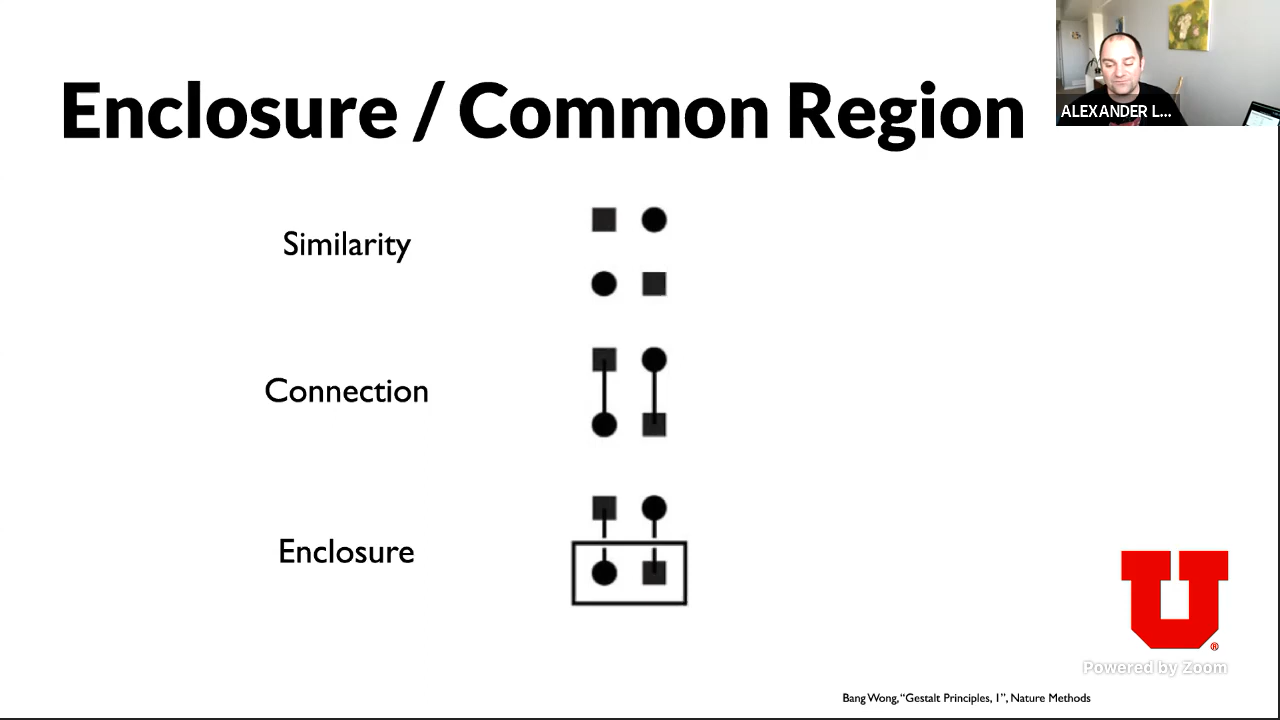 Enclosure / Common Region
ALEXANDER L...
Similarity
Connection
Enclosure
U
®
Powered by Zoom
Bang Wong, “Gestalt Principles, 1”, Nature Methods